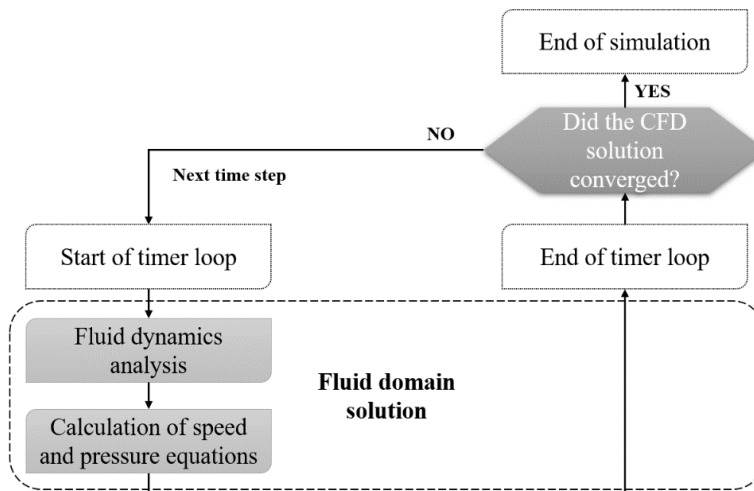 End of simulation
YES
Did the CFD
solution
converged?
NO
Next time step
Start of timer loop
End of timer loop
Fluid dynamics
analysis
Fluid domain
solution
Calculation of speed
and pressure equations